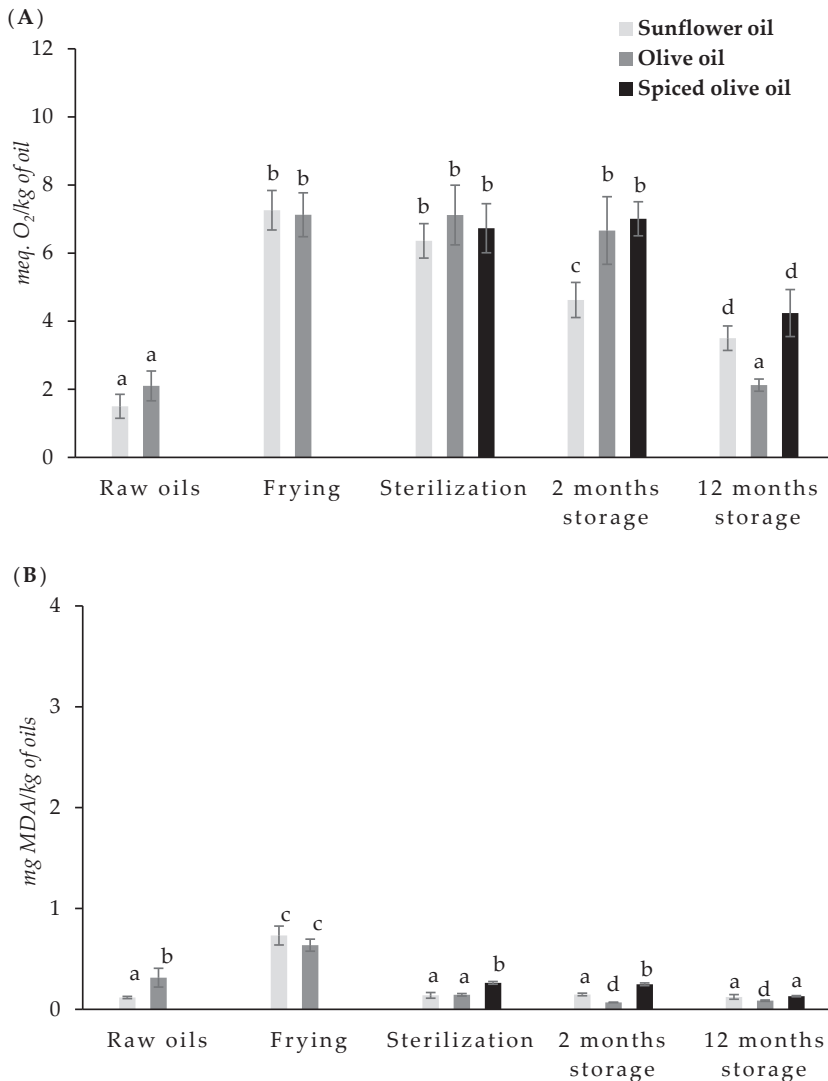 (A)
Sunflower oil
Olive oil
Spiced olive oil
meq. O2/kg of oil
12
10
8
6
4
2
0
a a b b b b b c b b d a d
Raw oils Frying Sterilization 2 months storage 12 months storage
(B)
mg MDA/kg of oils
4
3
2
1
0
a b c c a a b a d b a d a
Raw oils Frying Sterilization 2 months storage 12 months storage